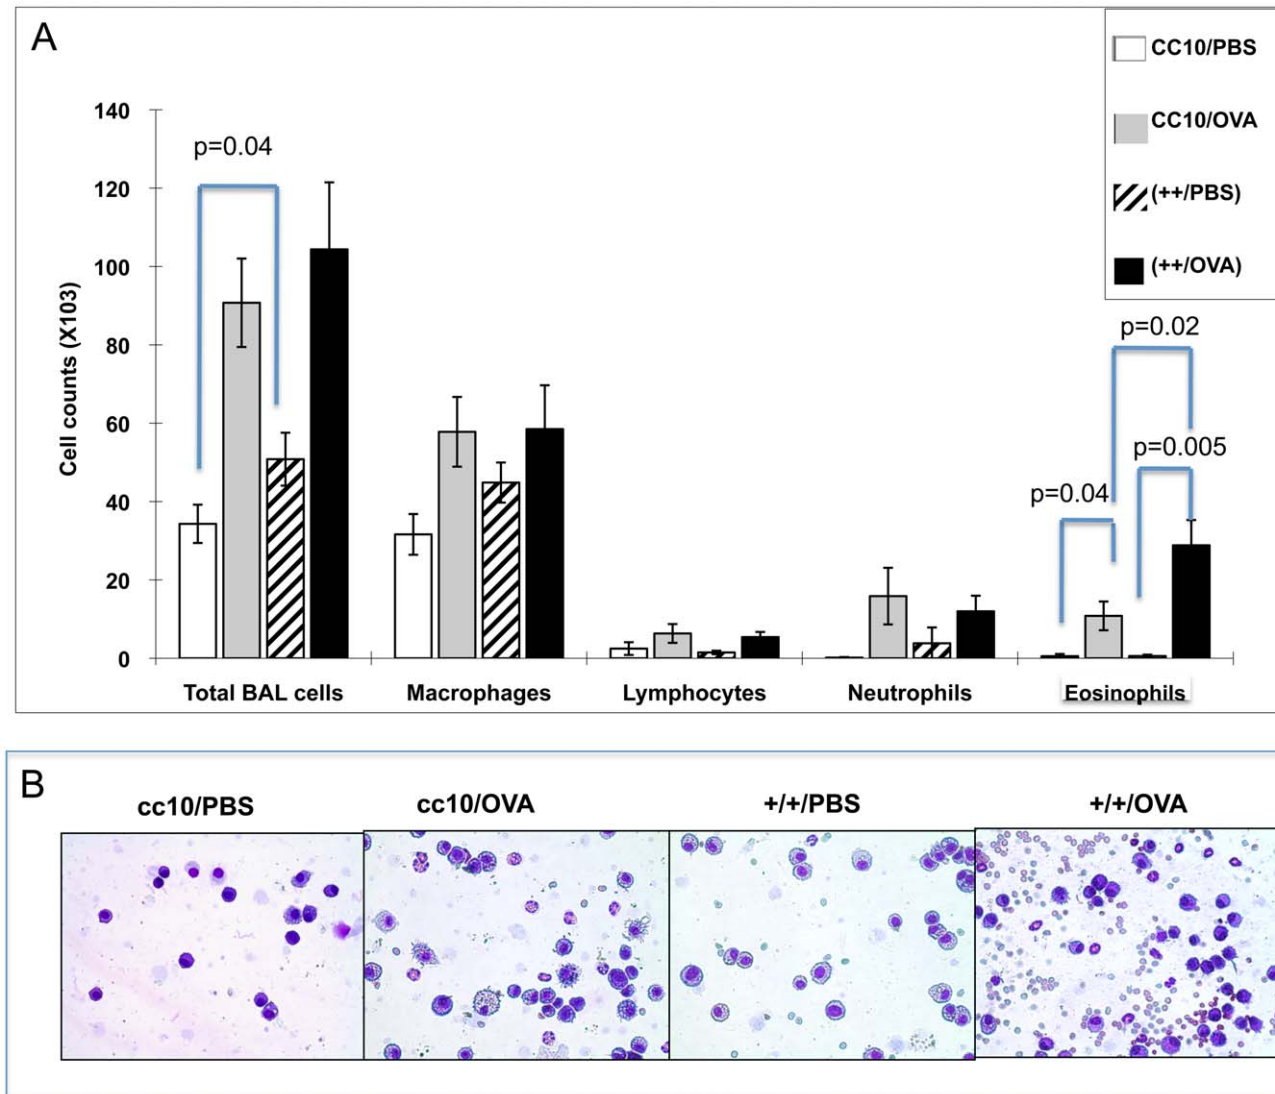 A
CC10/PBS
CC10/OVA
(++/PBS)
(++/OVA)
Cell counts (X103)
140
120
100
80
60
40
20
0
p=0.04
p=0.02
p=0.005
p=0.04
Total BAL cells Macrophages Lymphocytes Neutrophils Eosinophils
B
cc10/PBS cc10/OVA +/+/PBS +/+/OVA